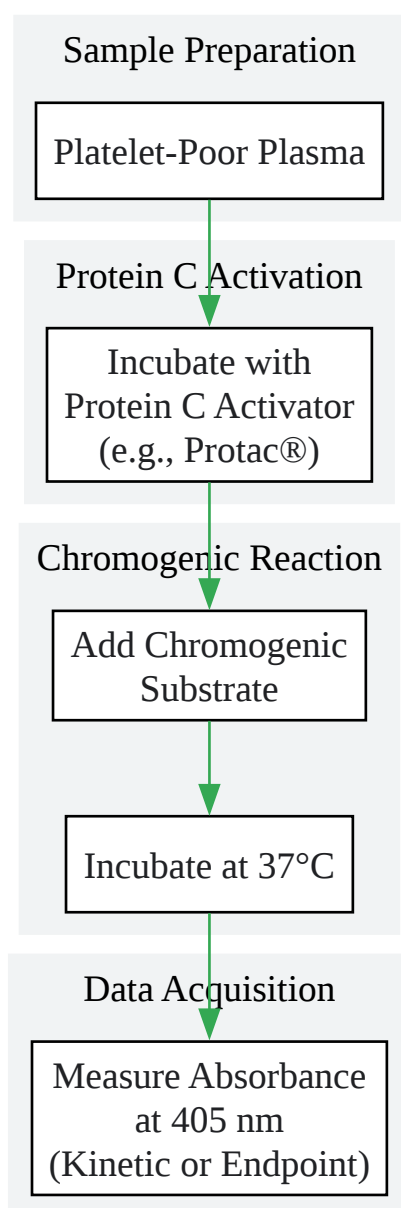 Sample Preparation
Platelet-Poor Plasma
Protein C Activation
Incubate with
Protein C Activator
(e.g., Protac®)
Chromogenic Reaction
Add Chromogenic
Substrate
Incubate at 37°C
Data Acquisition
Measure Absorbance
at 405 nm
(Kinetic or Endpoint)